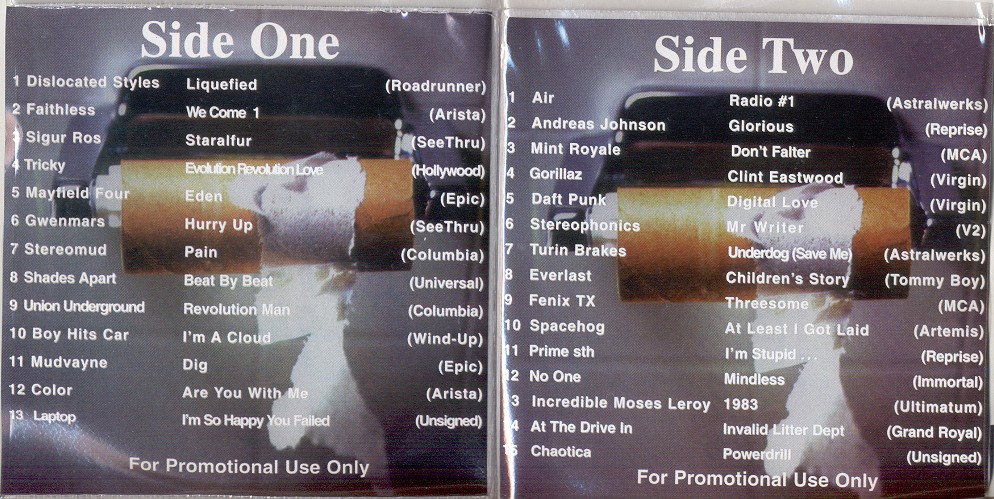 Side One
1 Dislocated Styles Liquefied (Roadrunner)
2 Faithless We Come 1 (Arista)
3 Sigur Ros Staralfur (SeeThru)
4 Tricky Evolution Revolution Love (Hollywood)
5 Mayfield Four Eden (Epic)
6 Gwenmars Hurry Up (SeeThru)
7 Stereomud Pain (Columbia)
8 Shades Apart Beat By Beat (Universal)
9 Union Underground Revolution Man (Columbia)
10 Boy Hits Car I'm A Cloud (Wind-Up)
11 Mudvayne Dig (Epic)
12 Color Are You With Me (Arista)
13 Laptop I'm So Happy You Failed (Unsigned)
For Promotional Use Only
Side Two
1 Air Radio #1 (Astralwerks)
2 Andreas Johnson Glorious (Reprise)
3 Mint Royale Don't Falter (MCA)
4 Gorillaz Clint Eastwood (Virgin)
5 Daft Punk Digital Love (Virgin)
6 Stereophonics Mr Writer (V2)
7 Turin Brakes Underdog (Save Me) (Astralwerks)
8 Everlast Children's Story (Tommy Boy)
9 Fenix TX Threesome (MCA)
10 Spacehog At Least I Got Laid (Artemis)
11 Prime sth I'm Stupid ... (Reprise)
12 No One Mindless (Immortal)
13 Incredible Moses Leroy 1983 (Ultimatum)
14 At The Drive In Invalid Litter Dept (Grand Royal)
15 Chaotica Powerdrill (Unsigned)
For Promotional Use Only